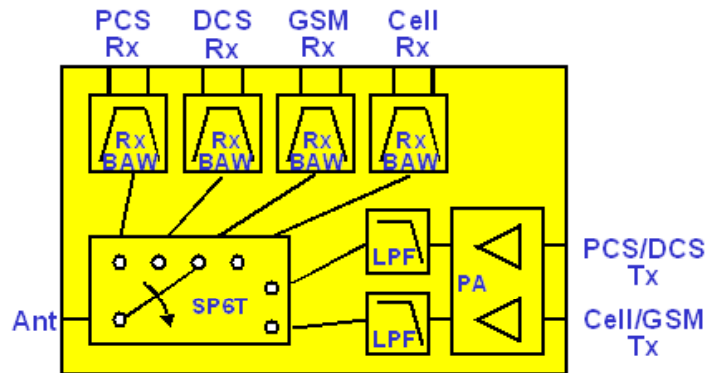 PCS DCS GSM Cell
Rx Rx Rx Rx
Rx Rx Rx Rx
BAW BAW BAW BAW
LPF
PCS/DCS
Tx
PA
SP6T
Ant
LPF
Cell/GSM
Tx